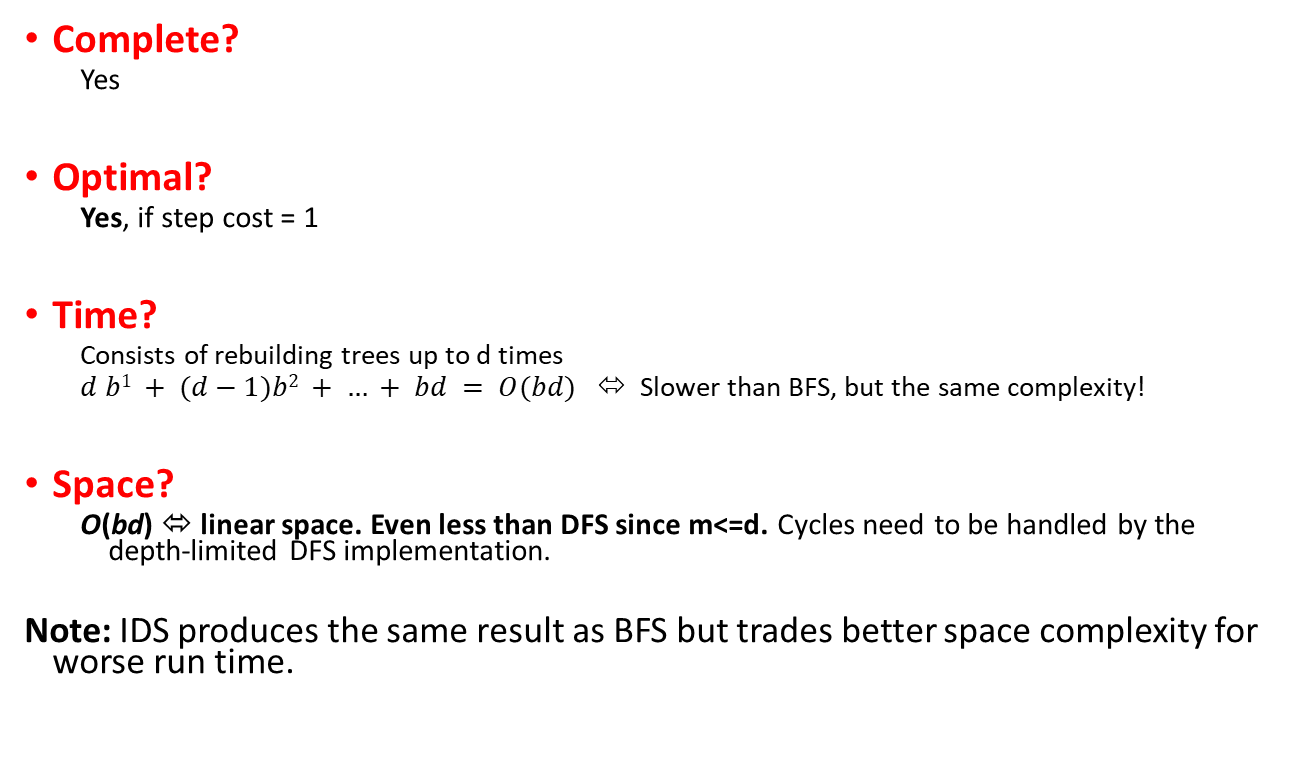 • Complete?
Yes
• Optimal?
Yes, if step cost = 1
• Time?
Consists of rebuilding trees up to d times
d b¹ + (d − 1)b² + … + bd = O(bd) ⇔ Slower than BFS, but the same complexity!
• Space?
O(bd) ⇔ linear space. Even less than DFS since m<=d. Cycles need to be handled by the
depth-limited DFS implementation.
Note: IDS produces the same result as BFS but trades better space complexity for
worse run time.